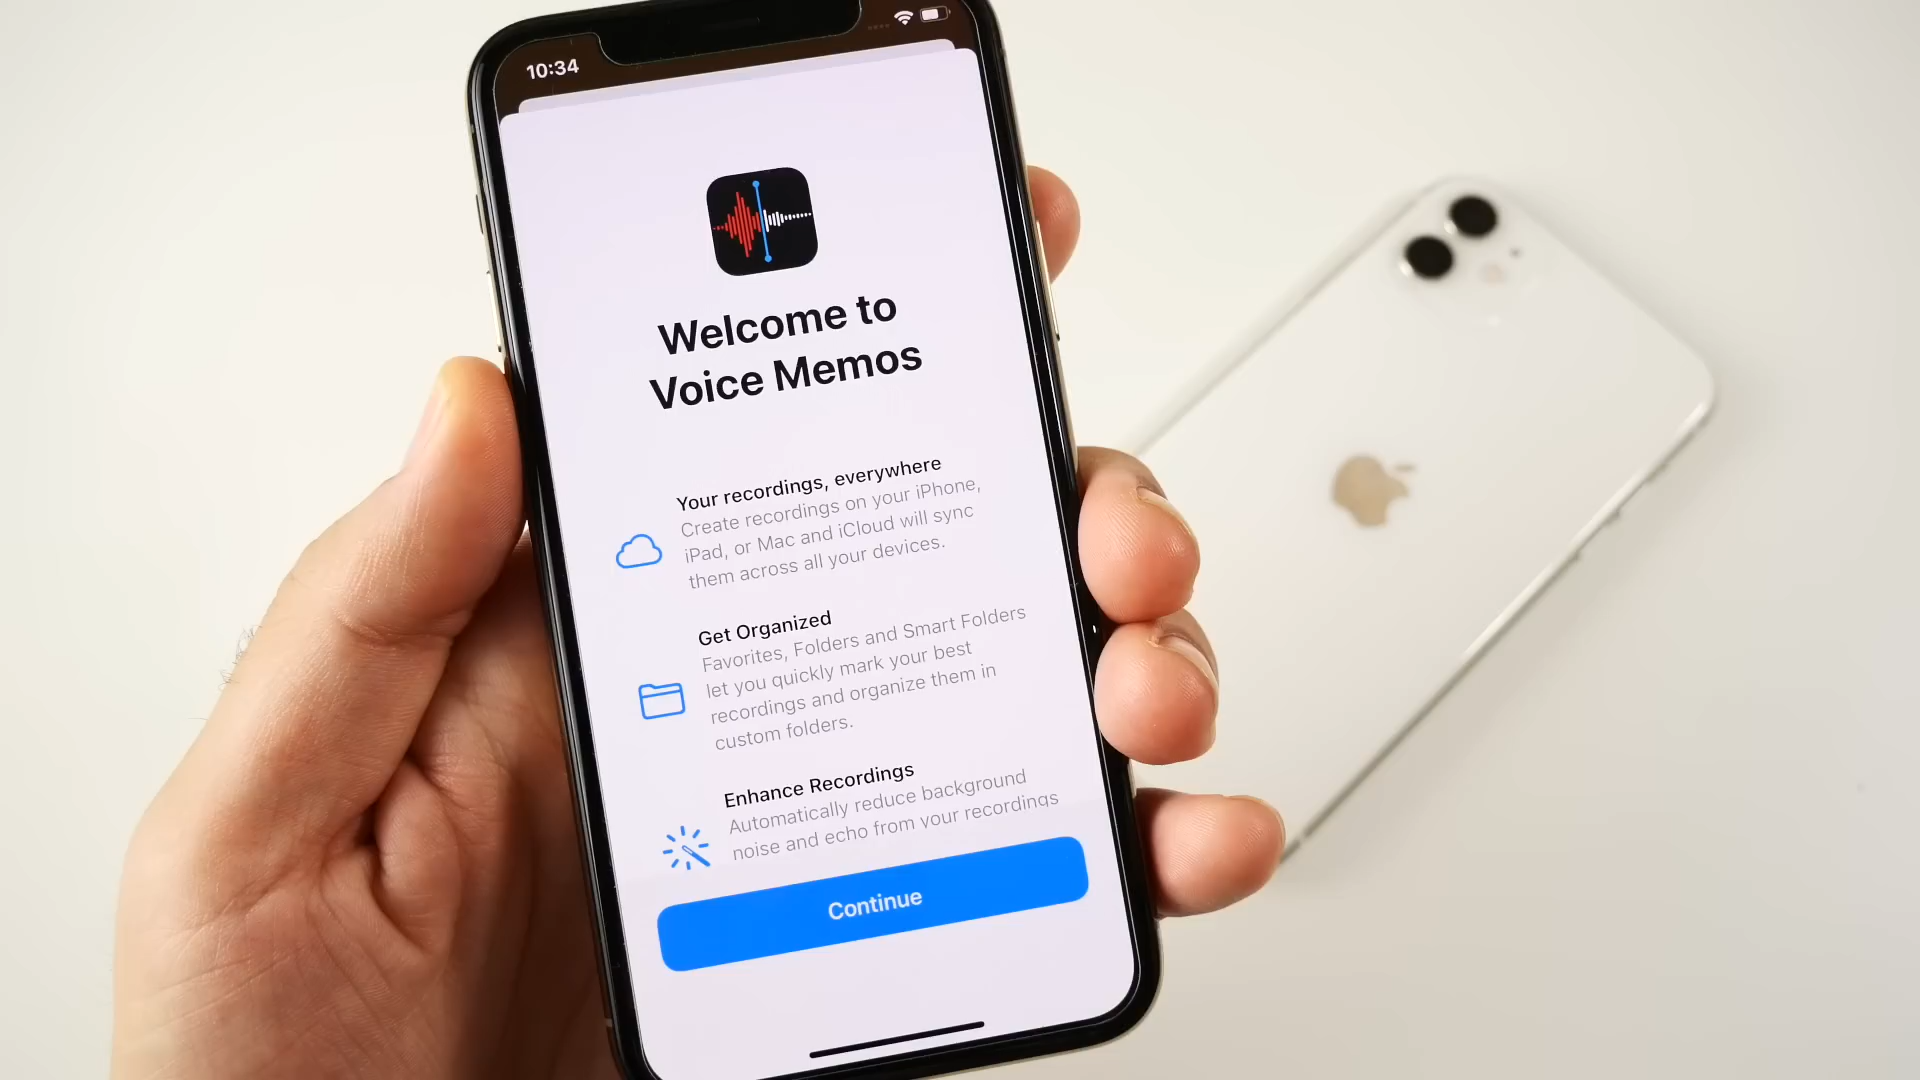 10:34
Welcome to
Voice Memos
Your recordings, everywhere
Create recordings on your iPhone,
iPad, or Mac and iCloud will sync
them across all your devices.
Get Organized
Favorites, Folders and Smart Folders
let you quickly mark your best
recordings and organize them in
custom folders.
Enhance Recordings
Automatically reduce background
noise and echo from your recordings
Continue